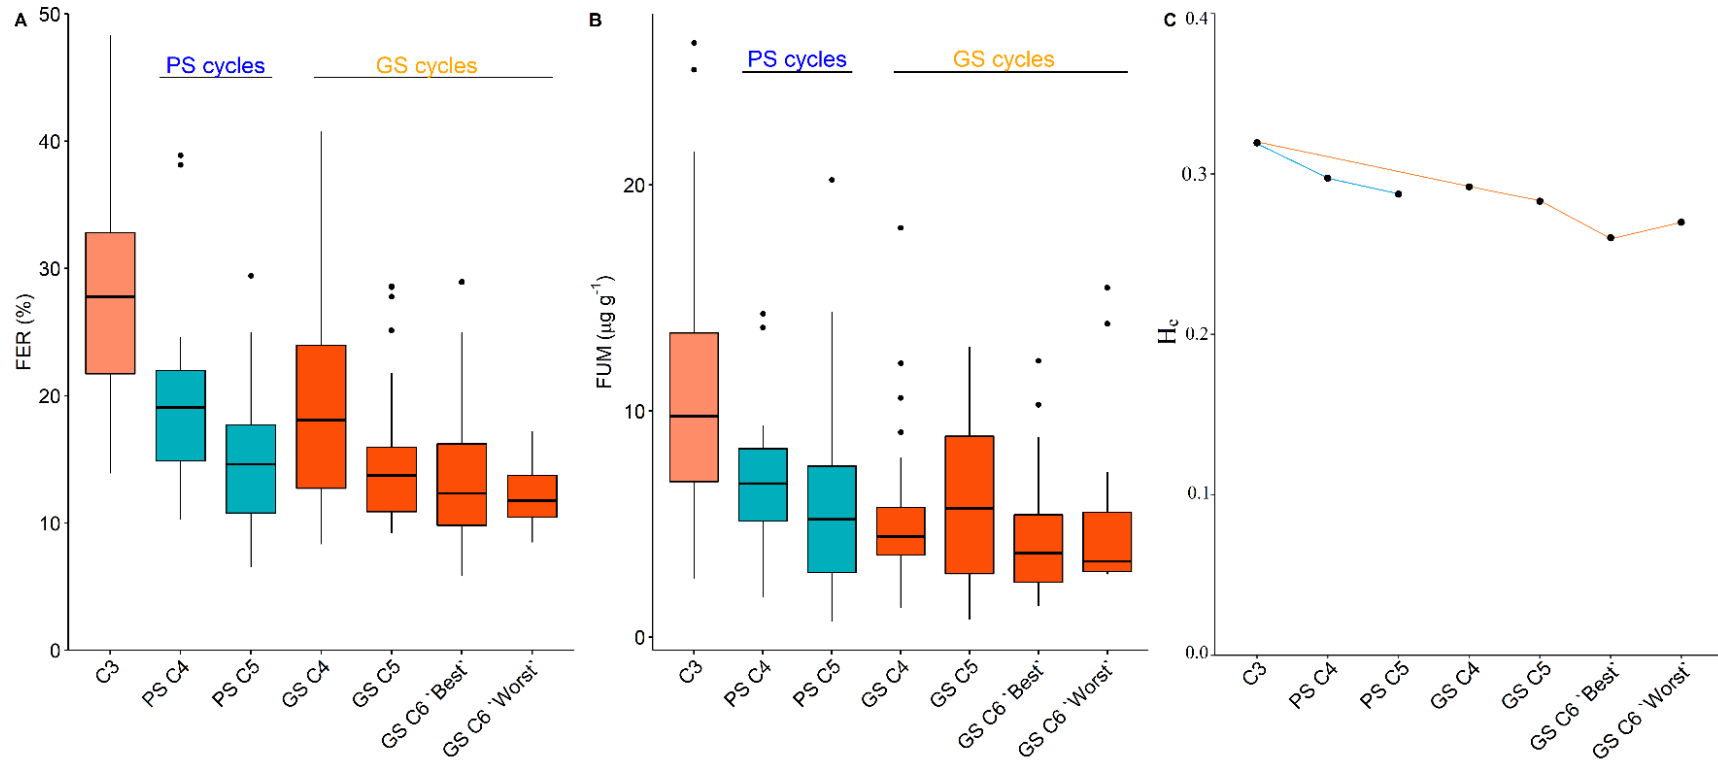 A
50
40
30
20
10
0
FER (%)
PS cycles
GS cycles
C3
PS C4
PS C5
GS C4
GS C5
GS C6 `Best`
GS C6 `Worst`
B
20
10
0
FUM (µg g⁻¹)
PS cycles
GS cycles
C3
PS C4
PS C5
GS C4
GS C5
GS C6 `Best`
GS C6 `Worst`
C
0.4
0.3
0.2
0.1
0.0
Hc
C3
PS C4
PS C5
GS C4
GS C5
GS C6 `Best`
GS C6 `Worst`